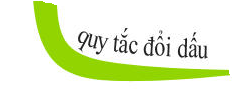 quy tắc đổi dấu